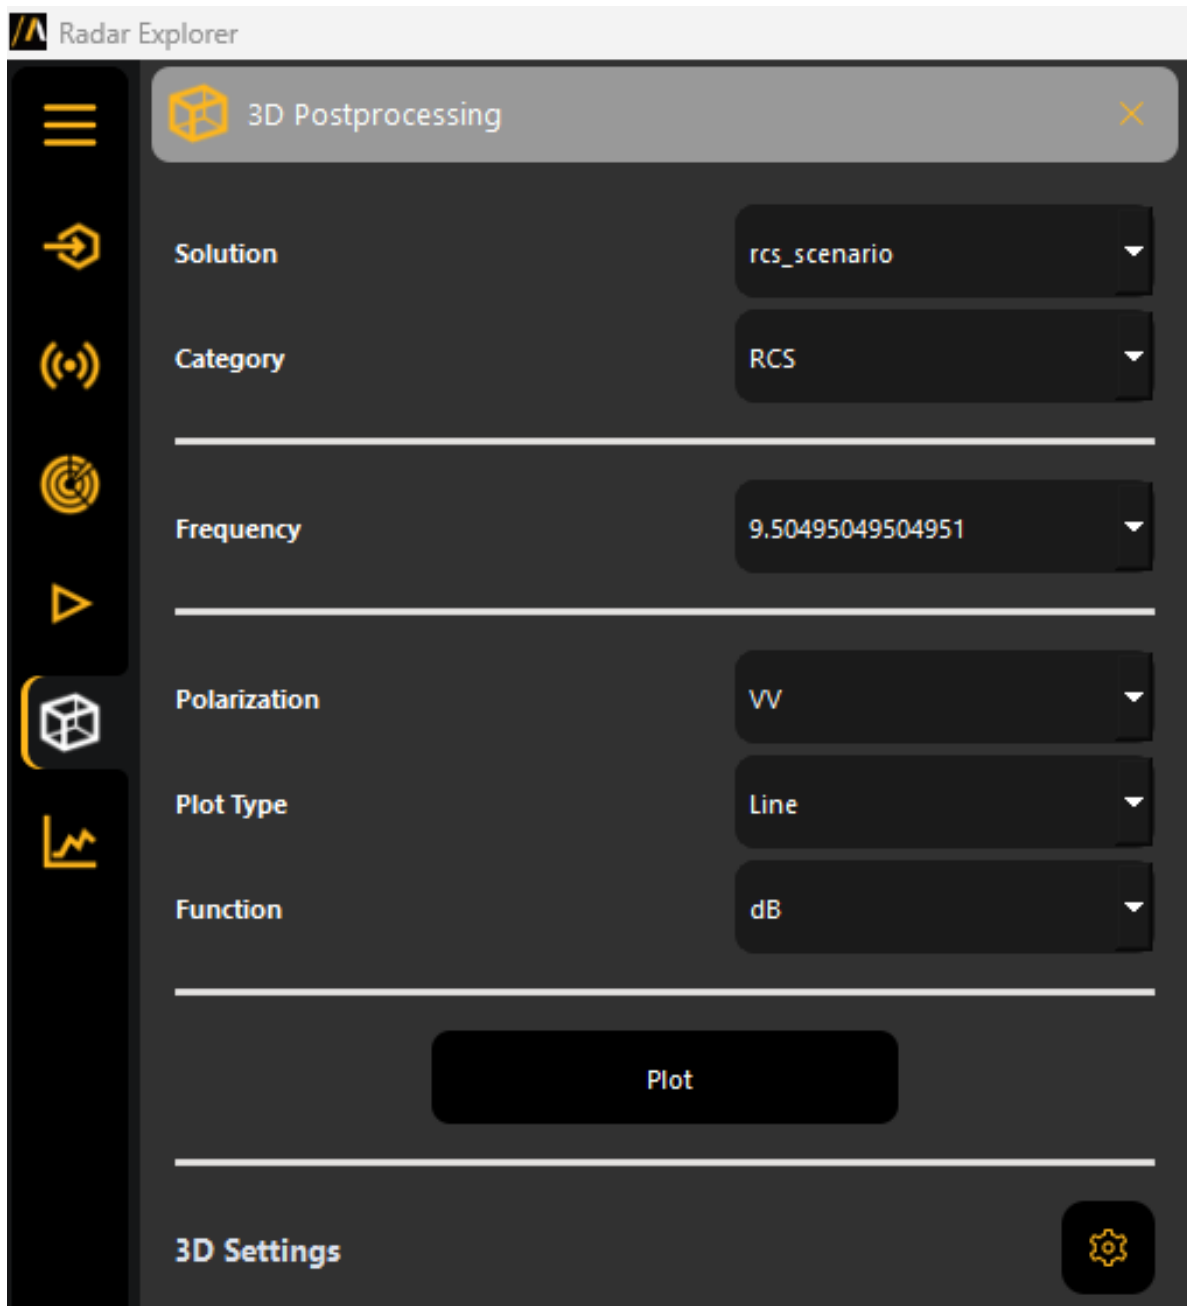 Radar Explorer
3D Postprocessing
Solution rcs_scenario
Category RCS
Frequency 9.50495049504951
Polarization VV
Plot Type Line
Function dB
Plot
3D Settings